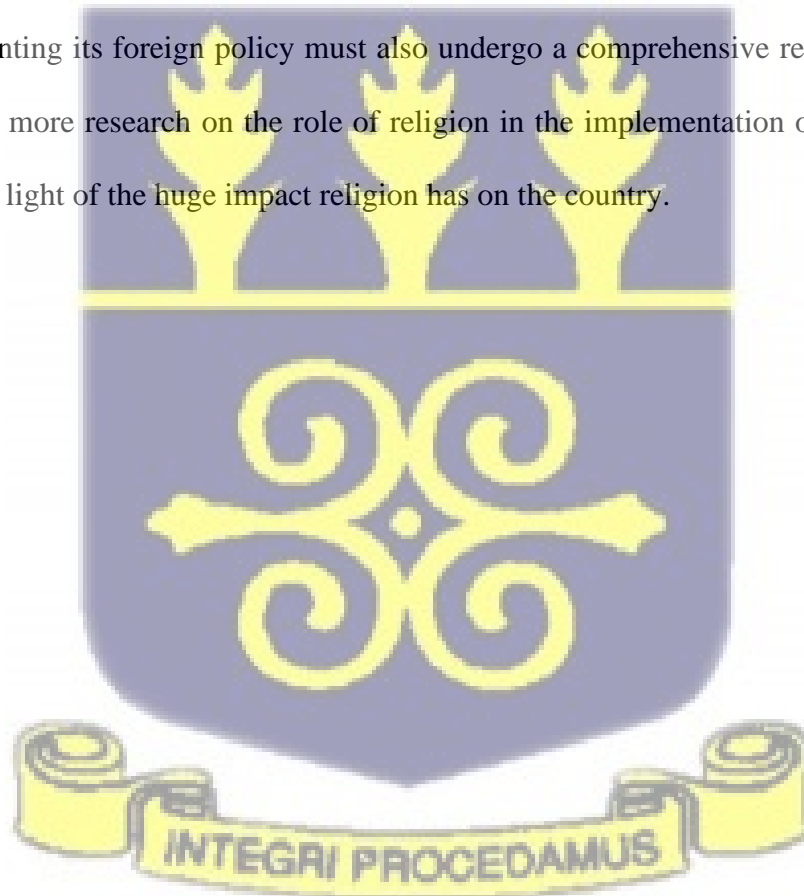 nting its foreign policy must also undergo a comprehensive re
more research on the role of religion in the implementation o
light of the huge impact religion has on the country.
INTEGRI PROCEDAMUS